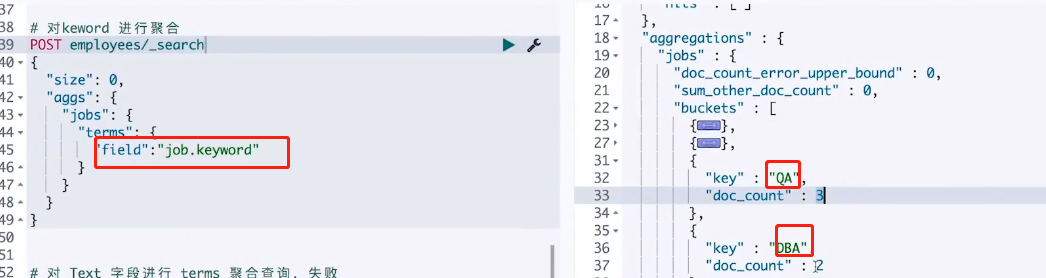 37
38 # 对keword 进行聚合
39 POST employees/_search
40 {
41 "size": 0,
42 "aggs": {
43 "jobs": {
44 "terms": {
45 "field":"job.keyword"
46 }
47 }
48 }
49 }
50
51
52 # 对 Text 字段进行 terms 聚合查询，失败
17 },
18 "aggregations" : {
19 "jobs" : {
20 "doc_count_error_upper_bound" : 0,
21 "sum_other_doc_count" : 0,
22 "buckets" : [
23 {},
27 {},
31 {
32 "key" : "QA",
33 "doc_count" : 3
34 },
35 {
36 "key" : "DBA",
37 "doc_count" : 2